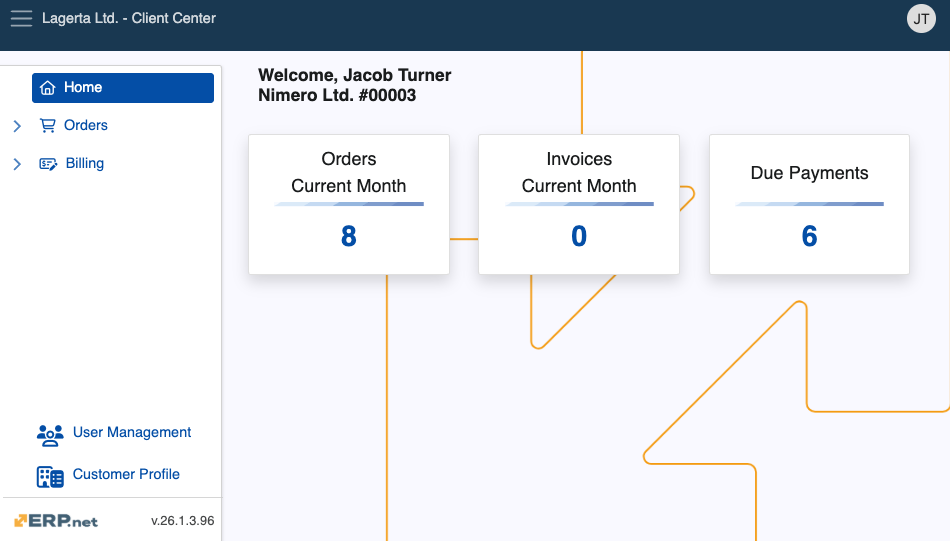 Lagerta Ltd. - Client Center
JT
Home
Orders
Billing
User Management
Customer Profile
ERP.net
v.26.1.3.96
Welcome, Jacob Turner
Nimero Ltd. #00003
Orders
Current Month
8
Invoices
Current Month
0
Due Payments
6